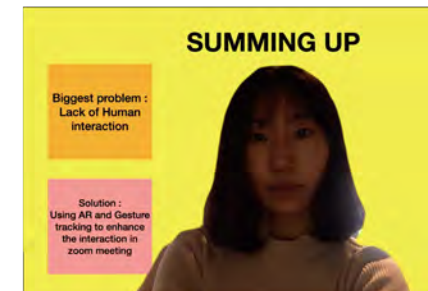 SUMMING UP
Biggest problem :
Lack of Human
interaction
Solution :
Using AR and Gesture
tracking to enhance
the interaction in
zoom meeting